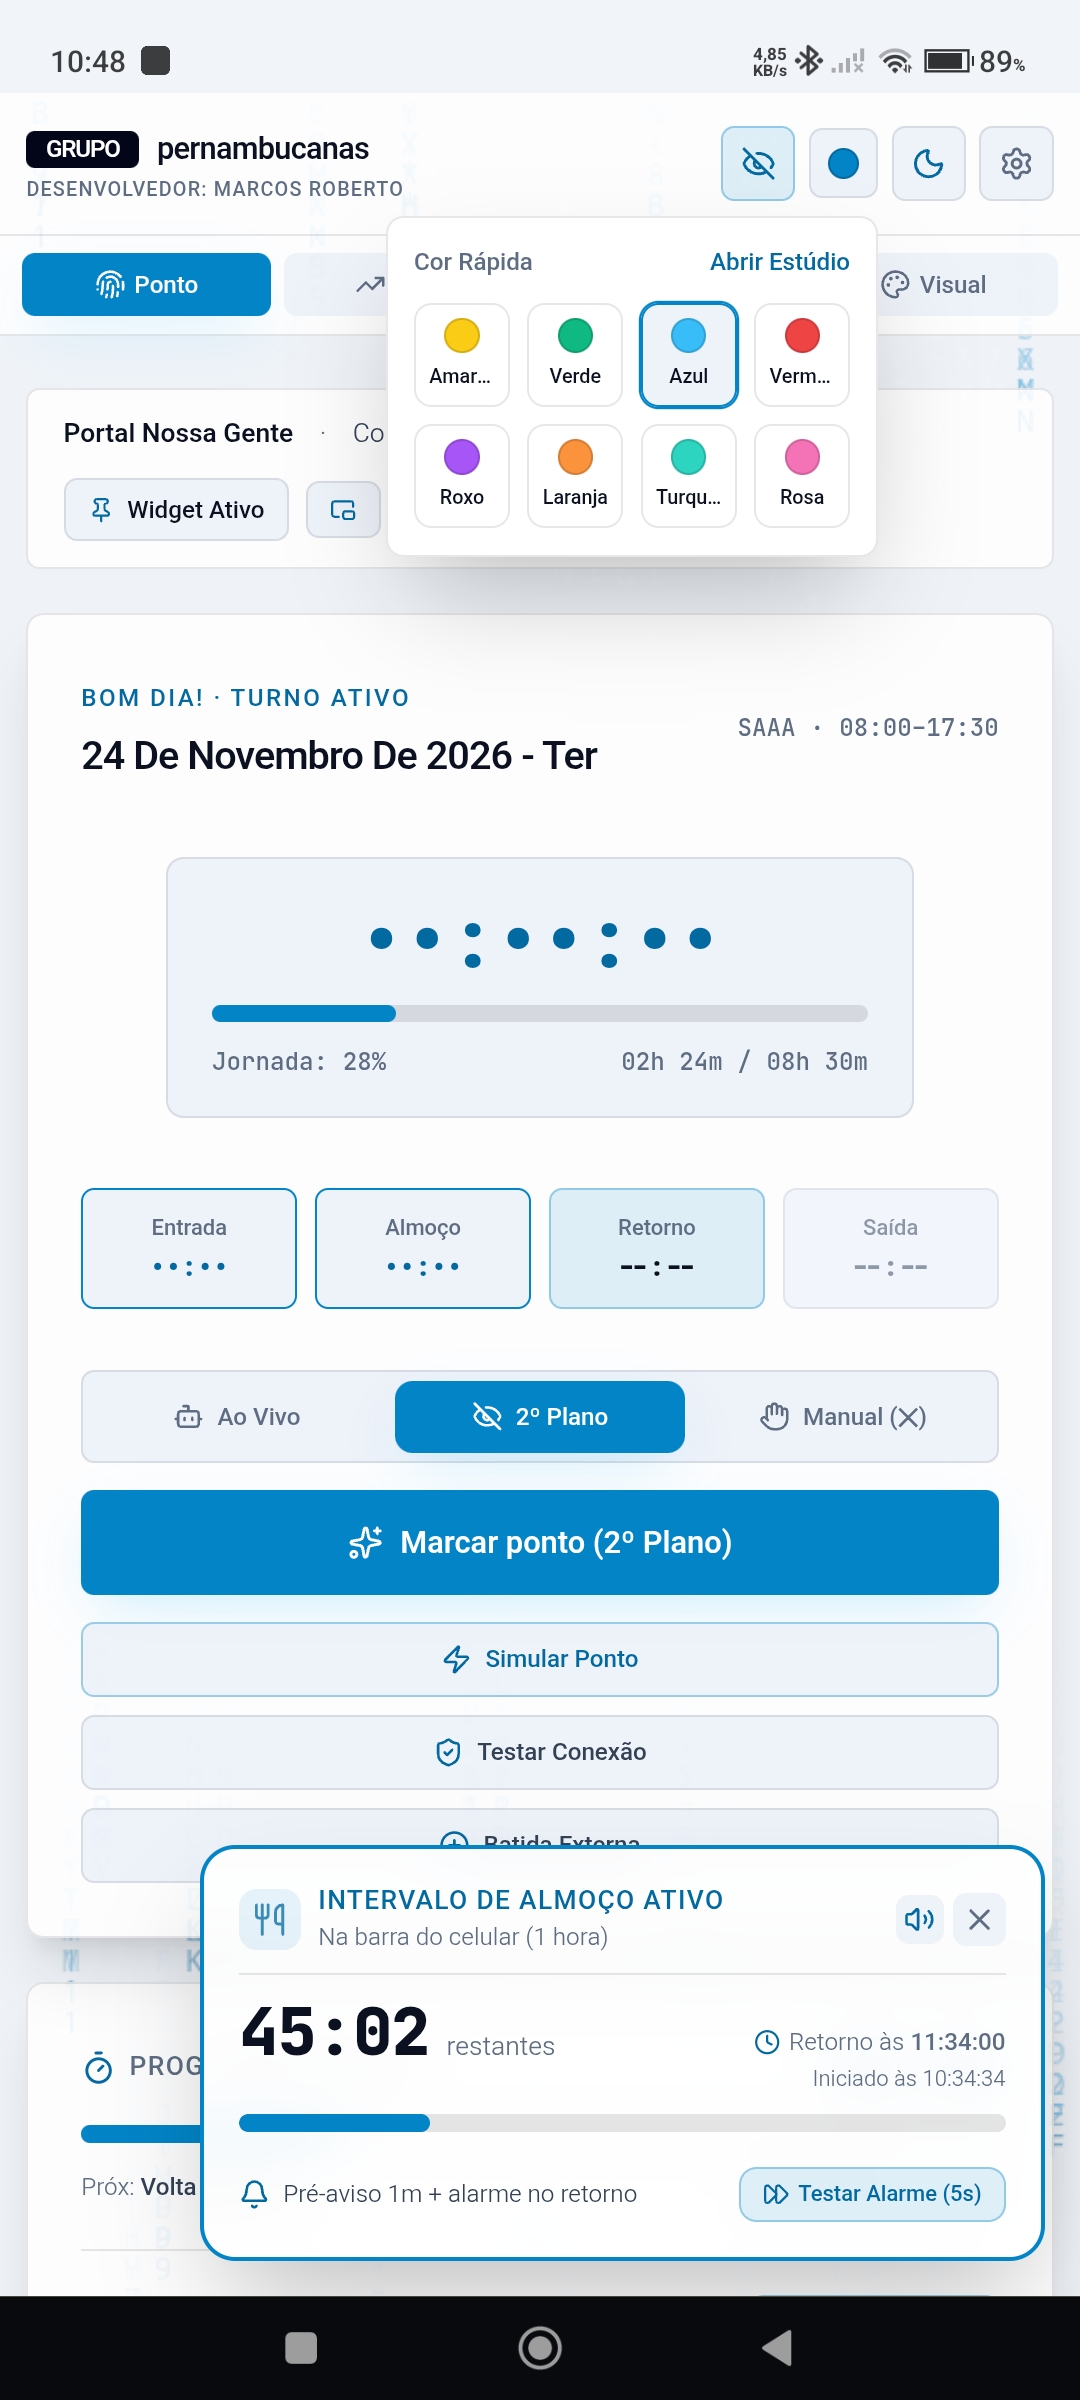 10:48
4,85
KB/s
89%
GRUPO pernambucanas
DESENVOLVEDOR: MARCOS ROBERTO
Ponto
Visual
Cor Rápida
Abrir Estúdio
Amar...
Verde
Azul
Verm...
Roxo
Laranja
Turqu...
Rosa
Portal Nossa Gente · Co
Widget Ativo
BOM DIA! · TURNO ATIVO
24 De Novembro De 2026 - Ter
SAAA · 08:00-17:30
••:••:••
Jornada: 28%
02h 24m / 08h 30m
Entrada
••:••
Almoço
••:••
Retorno
--:--
Saída
--:--
Ao Vivo
2º Plano
Manual (X)
Marcar ponto (2º Plano)
Simular Ponto
Testar Conexão
Batida Externa
INTERVALO DE ALMOÇO ATIVO
Na barra do celular (1 hora)
45:02 restantes
Retorno às 11:34:00
Iniciado às 10:34:34
Pré-aviso 1m + alarme no retorno
Testar Alarme (5s)
PROG
Próx: Volta